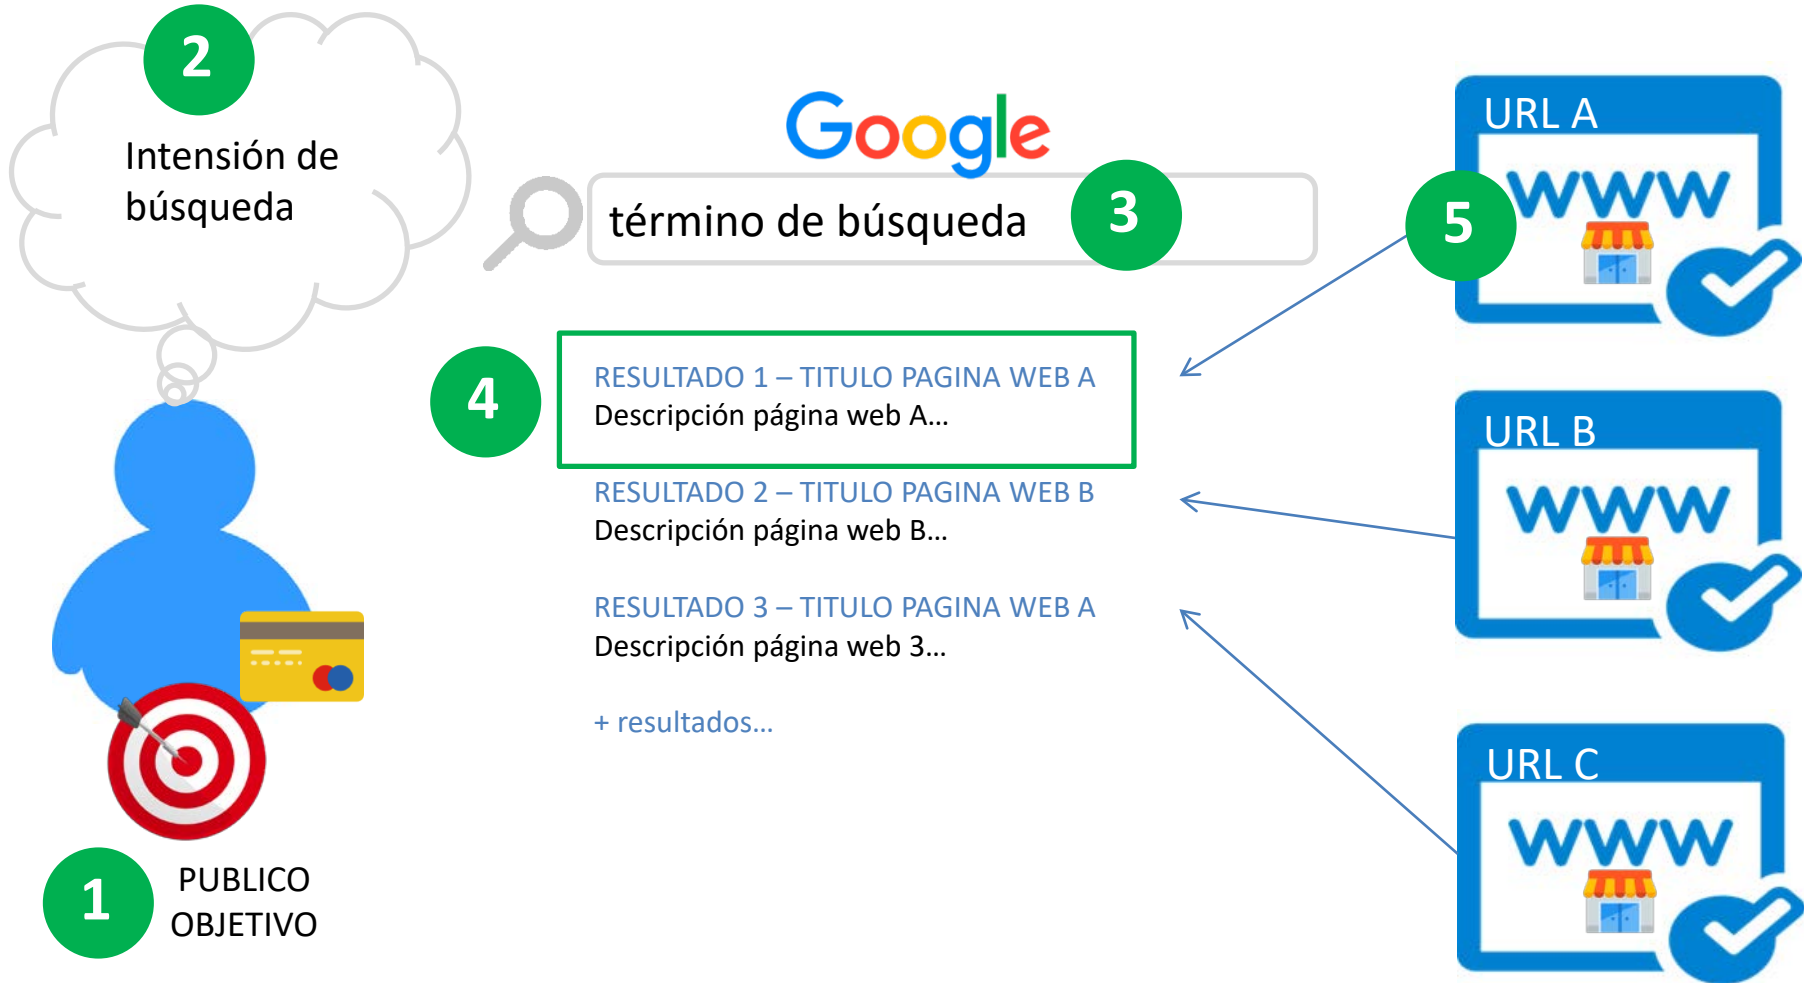 2
Intensión de
búsqueda
Google
término de búsqueda
3
4
RESULTADO 1 – TITULO PAGINA WEB A
Descripción página web A...
RESULTADO 2 – TITULO PAGINA WEB B
Descripción página web B...
RESULTADO 3 – TITULO PAGINA WEB A
Descripción página web 3...
+ resultados...
1
PUBLICO
OBJETIVO
URL A
WWW
5
URL B
WWW
URL C
WWW